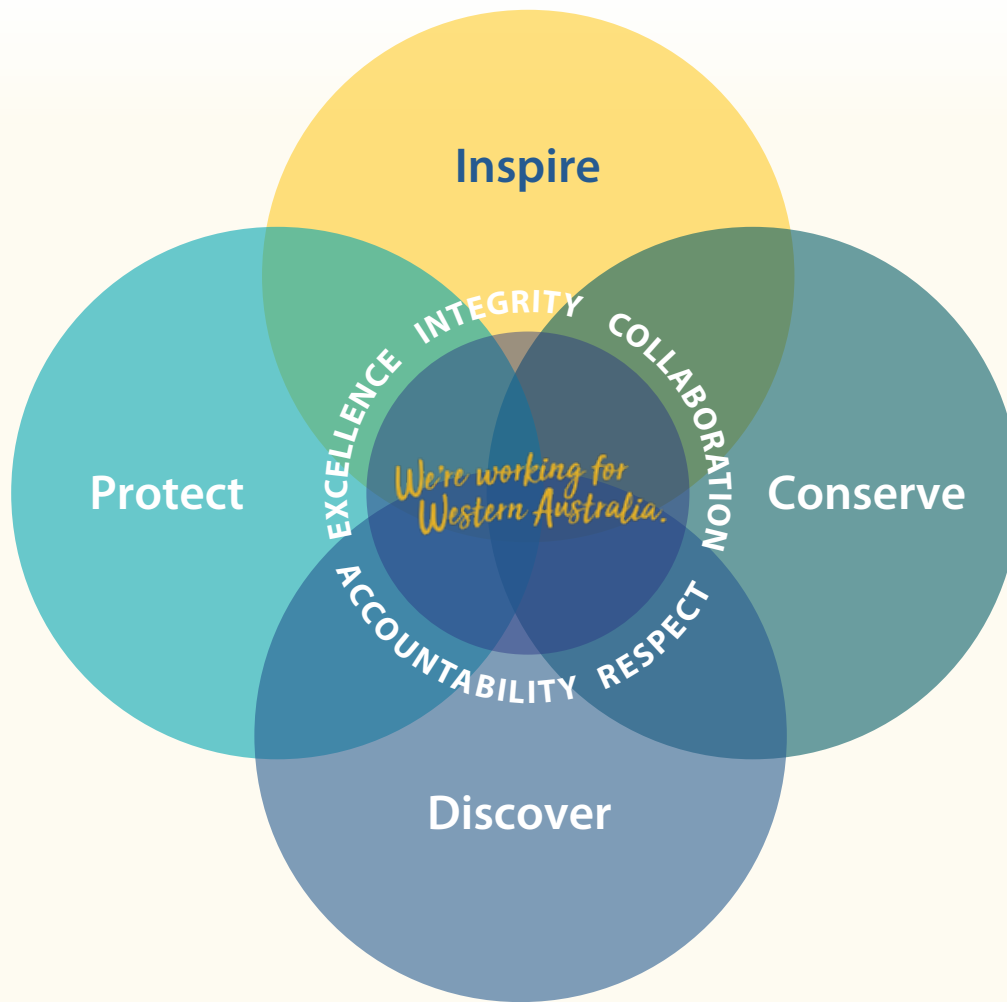 Inspire
INTEGRITY
COLLABORATION
EXCELLENCE
Protect
We're working for
Western Australia.
Conserve
ACCOUNTABILITY
RESPECT
Discover